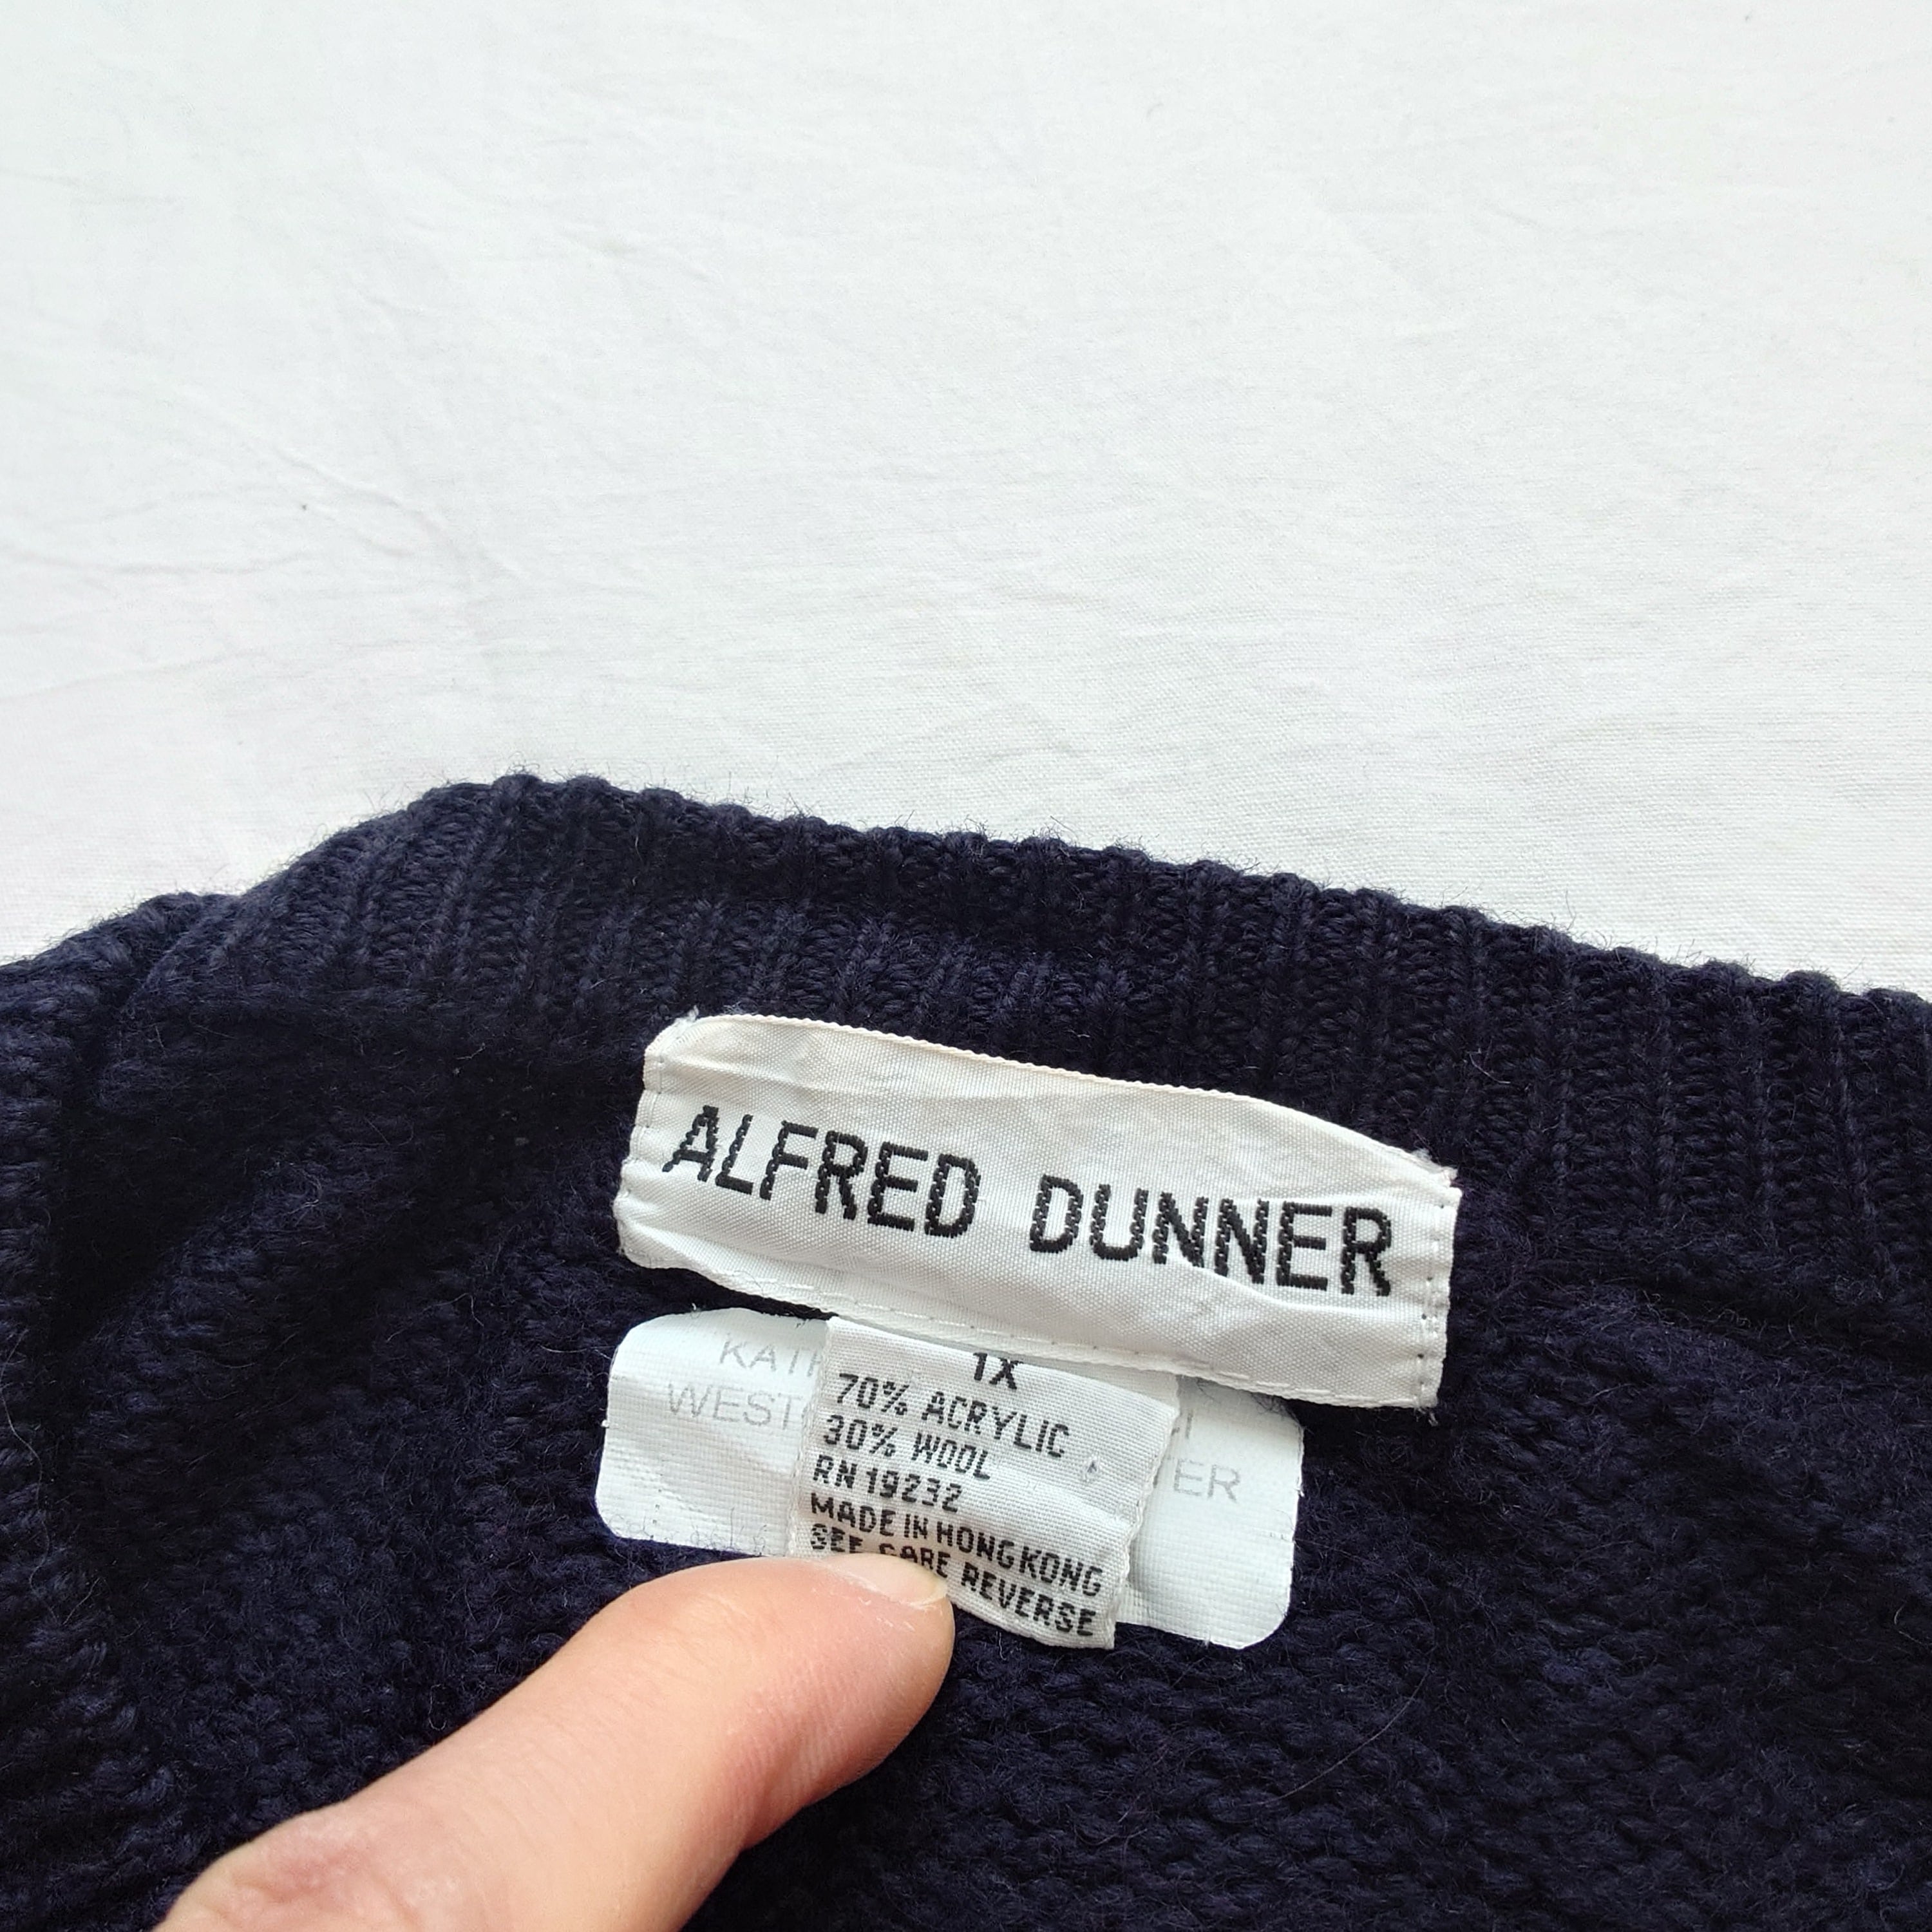 ALFRED DUNNER
1X
70% ACRYLIC
30% WOOL
RN 19232
MADE IN HONG KONG
SEE CARE REVERSE